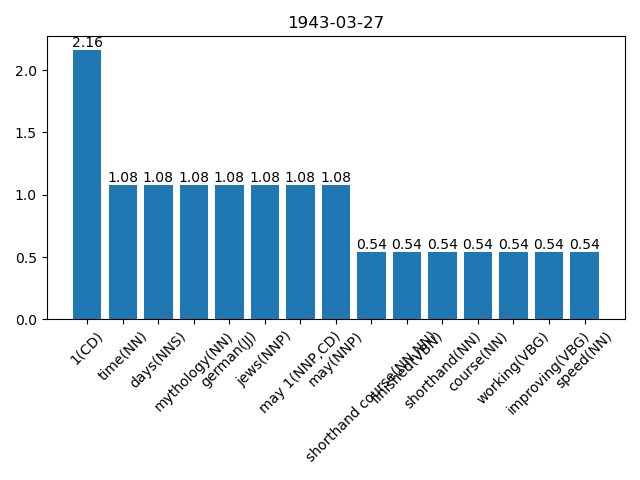 1943-03-27
2.16
1.08 1.08 1.08 1.08 1.08 1.08 1.08
0.54 0.54 0.54 0.54 0.54 0.54 0.54
2.0
1.5
1.0
0.5
0.0
1(CD)
time(NN)
days(NNS)
mythology(NN)
german(JJ)
jews(NNP)
may 1(NNP CD)
may(NNP)
shorthand course(NN NN)
finished(VBN)
shorthand(NN)
course(NN)
working(VBG)
improving(VBG)
speed(NN)